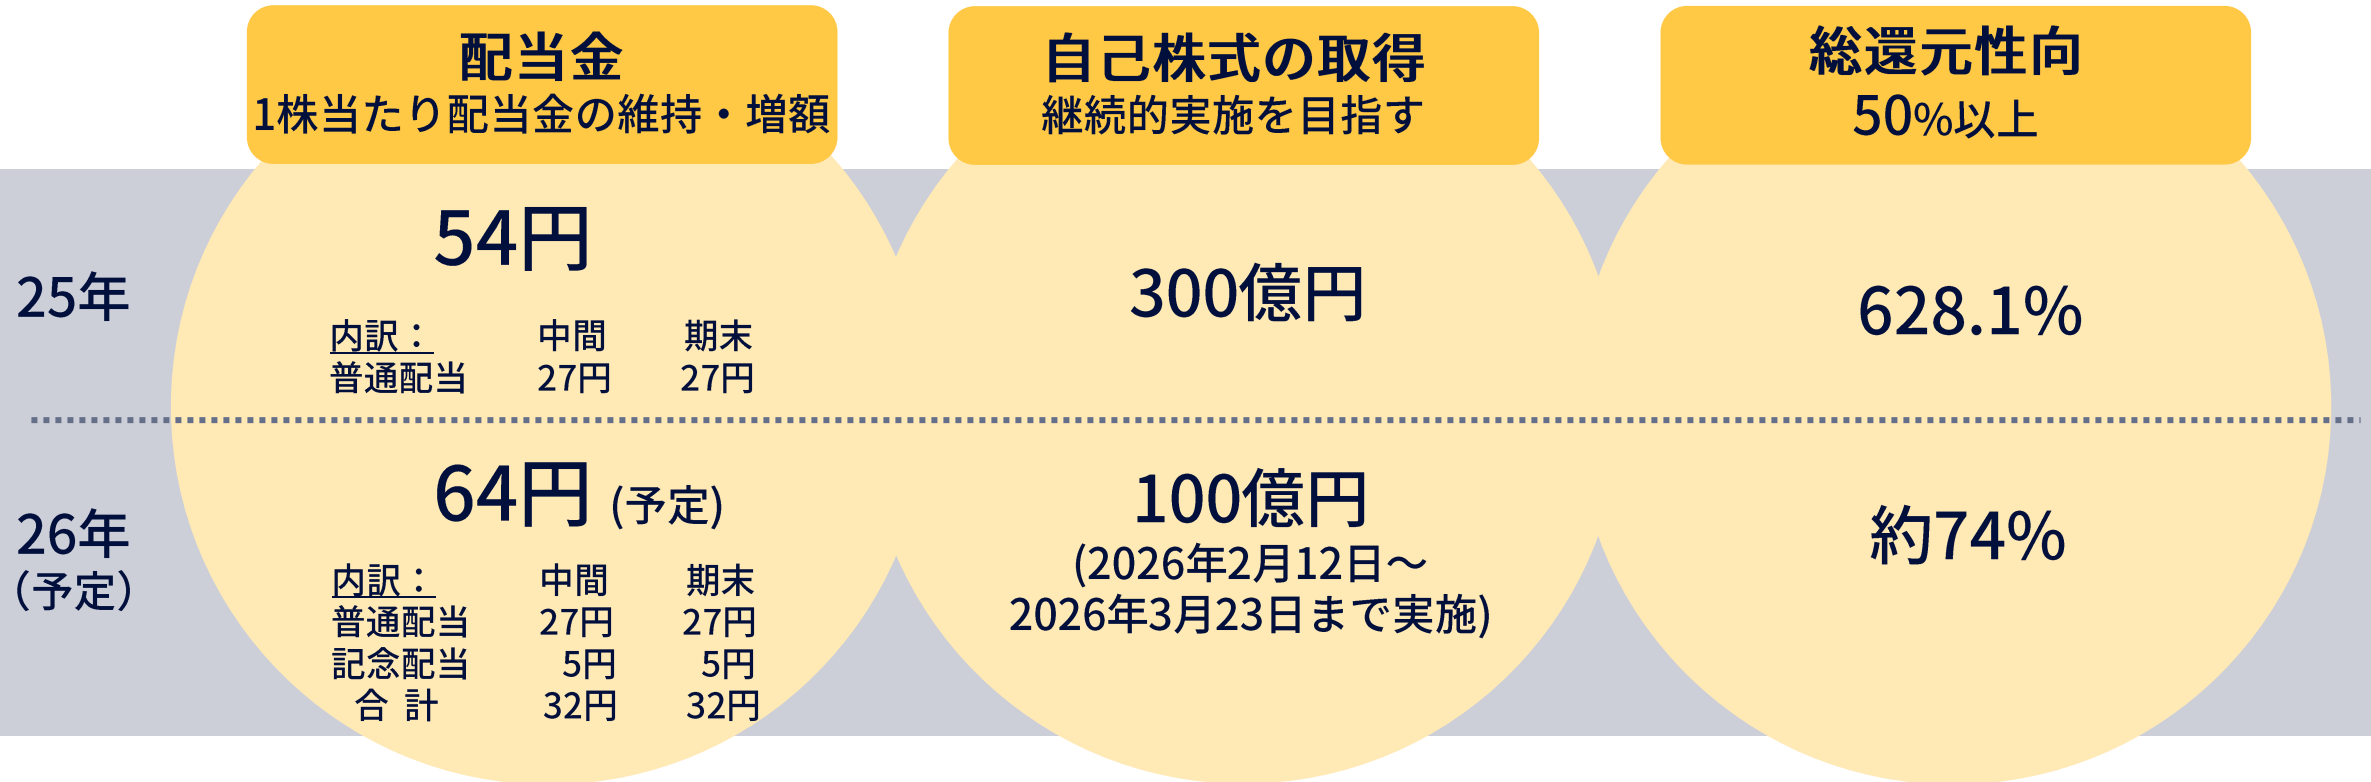 配当金
1株当たり配当金の維持・増額
自己株式の取得
継続的実施を目指す
総還元性向
50%以上
25年
54円
内訳： 中間 期末
普通配当 27円 27円
300億円
628.1%
26年
（予定）
64円 (予定)
内訳： 中間 期末
普通配当 27円 27円
記念配当 5円 5円
合 計 32円 32円
100億円
(2026年2月12日～
2026年3月23日まで実施)
約74%